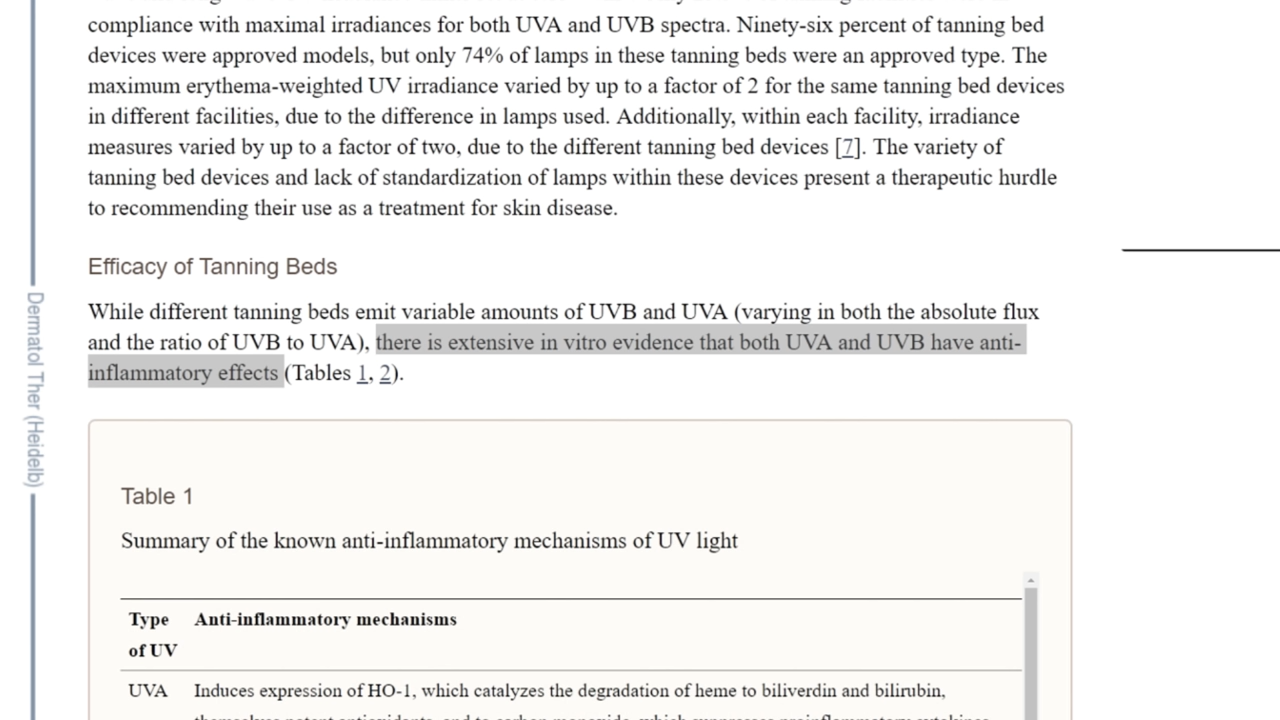 compliance with maximal irradiances for both UVA and UVB spectra. Ninety-six percent of tanning bed
devices were approved models, but only 74% of lamps in these tanning beds were an approved type. The
maximum erythema-weighted UV irradiance varied by up to a factor of 2 for the same tanning bed devices
in different facilities, due to the difference in lamps used. Additionally, within each facility, irradiance
measures varied by up to a factor of two, due to the different tanning bed devices [7]. The variety of
tanning bed devices and lack of standardization of lamps within these devices present a therapeutic hurdle
to recommending their use as a treatment for skin disease.
Efficacy of Tanning Beds
While different tanning beds emit variable amounts of UVB and UVA (varying in both the absolute flux
and the ratio of UVB to UVA), there is extensive in vitro evidence that both UVA and UVB have anti-
inflammatory effects (Tables 1, 2).
Dermatol Ther (Heidelb)
Table 1
Summary of the known anti-inflammatory mechanisms of UV light
Type Anti-inflammatory mechanisms
of UV
UVA Induces expression of HO-1, which catalyzes the degradation of heme to biliverdin and bilirubin,